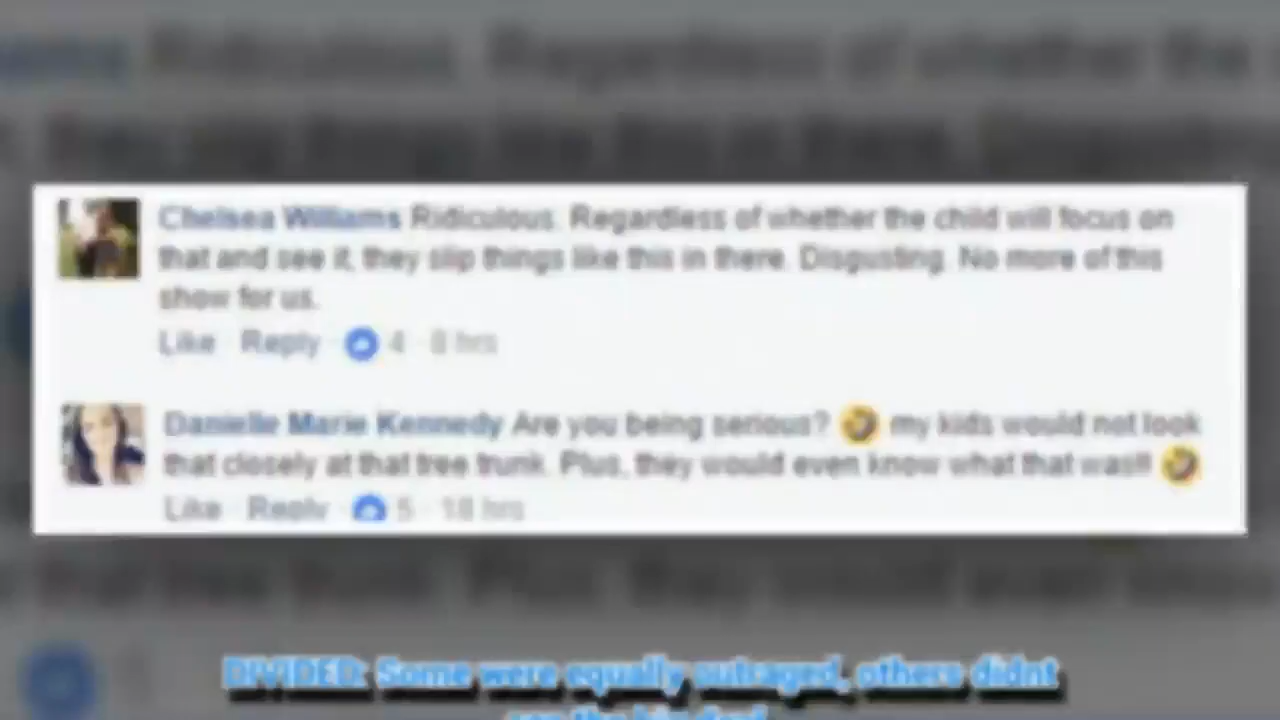 Chelsea Williams Ridiculous. Regardless of whether the child will focus on
that and see it, they slip things like this in there. Disgusting. No more of this
show for us.
Like · Reply · 4 · 8 hrs
Danielle Marie Kennedy Are you being serious? 🤣 my kids would not look
that closely at that tree trunk. Plus, they would even know what that was!! 🤣
Like · Reply · 5 · 18 hrs
DIVIDED: Some were equally outraged, others didnt